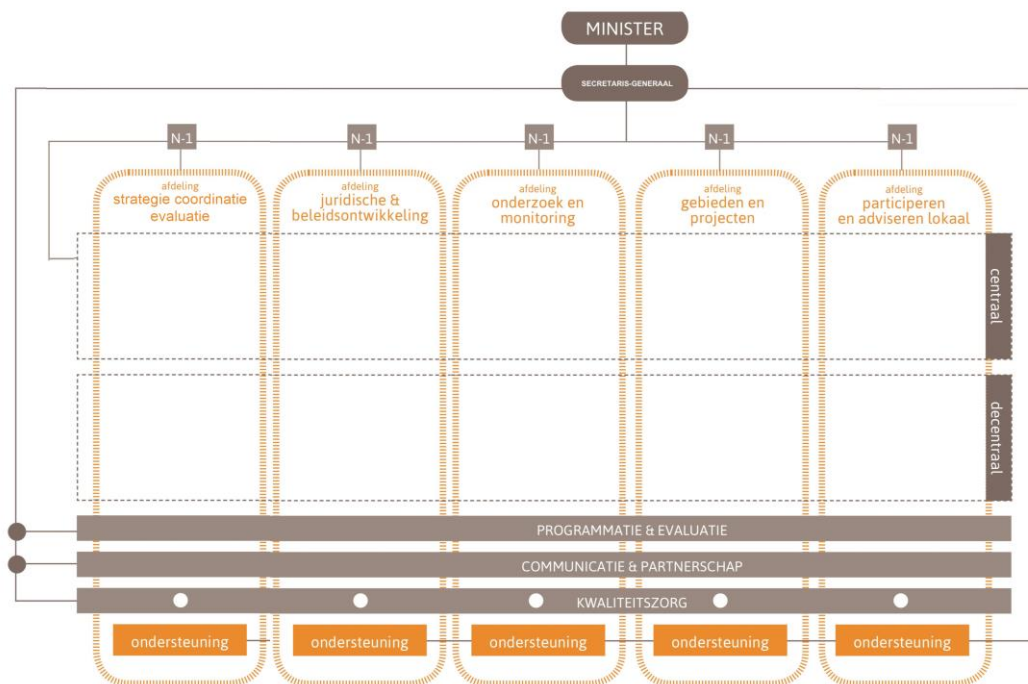 MINISTER
SECRETARIS-GENERAAL
N-1
N-1
N-1
N-1
N-1
afdeling
strategie coordinatie
evaluatie
afdeling
juridische &
beleidsontwikkeling
afdeling
onderzoek en
monitoring
afdeling
gebieden en
projecten
afdeling
participeren
en adviseren lokaal
centraal
decentraal
PROGRAMMATIE & EVALUATIE
COMMUNICATIE & PARTNERSCHAP
KWALITEITSZORG
ondersteuning
ondersteuning
ondersteuning
ondersteuning
ondersteuning